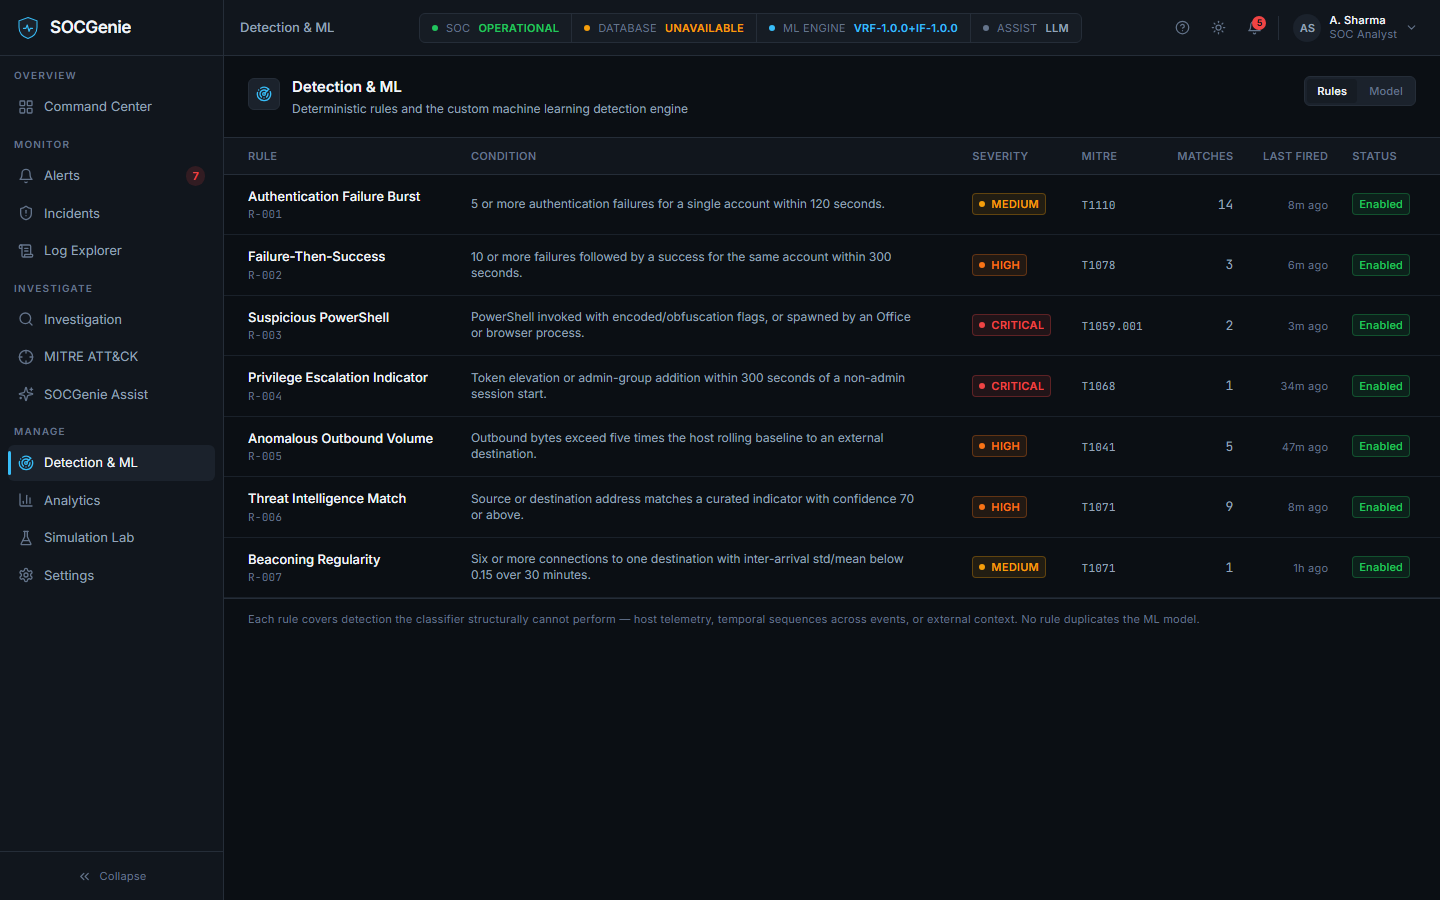 SOCGenie
Detection & ML
SOC OPERATIONAL
DATABASE UNAVAILABLE
ML ENGINE VRF-1.0.0+IF-1.0.0
ASSIST LLM
5
AS
A. Sharma
SOC Analyst
OVERVIEW
Command Center
MONITOR
Alerts 7
Incidents
Log Explorer
INVESTIGATE
Investigation
MITRE ATT&CK
SOCGenie Assist
MANAGE
Detection & ML
Analytics
Simulation Lab
Settings
Collapse
Detection & ML
Deterministic rules and the custom machine learning detection engine
Rules Model
RULE CONDITION SEVERITY MITRE MATCHES LAST FIRED STATUS
Authentication Failure Burst
R-001
5 or more authentication failures for a single account within 120 seconds.
MEDIUM T1110 14 8m ago Enabled
Failure-Then-Success
R-002
10 or more failures followed by a success for the same account within 300
seconds.
HIGH T1078 3 6m ago Enabled
Suspicious PowerShell
R-003
PowerShell invoked with encoded/obfuscation flags, or spawned by an Office
or browser process.
CRITICAL T1059.001 2 3m ago Enabled
Privilege Escalation Indicator
R-004
Token elevation or admin-group addition within 300 seconds of a non-admin
session start.
CRITICAL T1068 1 34m ago Enabled
Anomalous Outbound Volume
R-005
Outbound bytes exceed five times the host rolling baseline to an external
destination.
HIGH T1041 5 47m ago Enabled
Threat Intelligence Match
R-006
Source or destination address matches a curated indicator with confidence 70
or above.
HIGH T1071 9 8m ago Enabled
Beaconing Regularity
R-007
Six or more connections to one destination with inter-arrival std/mean below
0.15 over 30 minutes.
MEDIUM T1071 1 1h ago Enabled
Each rule covers detection the classifier structurally cannot perform — host telemetry, temporal sequences across events, or external context. No rule duplicates the ML model.